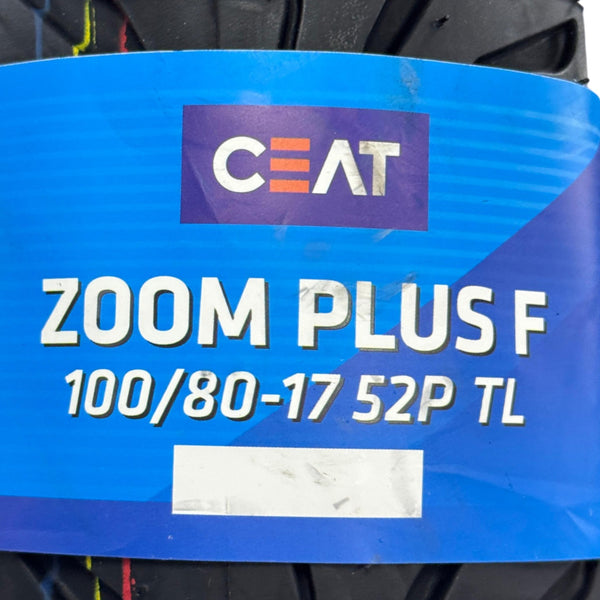 CEAT
ZOOM PLUS F
100/80-17 52P TL